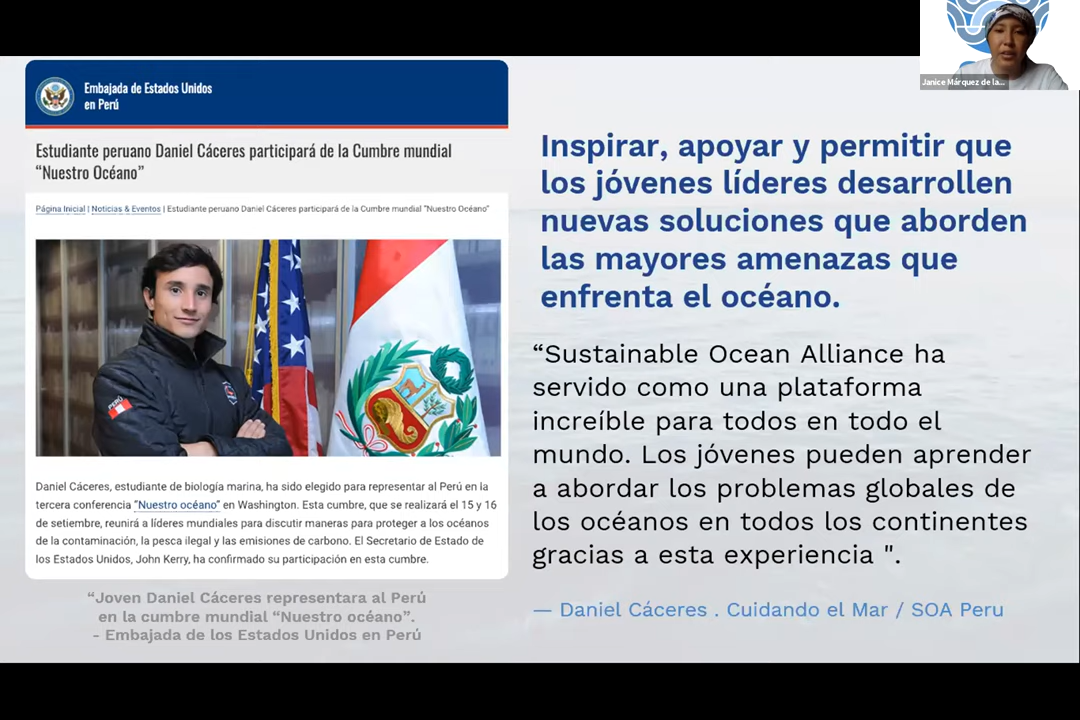 Janice Márquez de la...
Embajada de Estados Unidos
en Perú
Estudiante peruano Daniel Cáceres participará de la Cumbre mundial
“Nuestro Océano”
Página Inicial | Noticias & Eventos | Estudiante peruano Daniel Cáceres participará de la Cumbre mundial “Nuestro Océano”
PERÚ
Daniel Cáceres, estudiante de biología marina, ha sido elegido para representar al Perú en la
tercera conferencia “Nuestro océano” en Washington. Esta cumbre, que se realizará el 15 y 16
de setiembre, reunirá a líderes mundiales para discutir maneras para proteger a los océanos
de la contaminación, la pesca ilegal y las emisiones de carbono. El Secretario de Estado de
los Estados Unidos, John Kerry, ha confirmado su participación en esta cumbre.
“Joven Daniel Cáceres representara al Perú
en la cumbre mundial “Nuestro océano”.
- Embajada de los Estados Unidos en Perú
Inspirar, apoyar y permitir que
los jóvenes líderes desarrollen
nuevas soluciones que aborden
las mayores amenazas que
enfrenta el océano.
“Sustainable Ocean Alliance ha
servido como una plataforma
increíble para todos en todo el
mundo. Los jóvenes pueden aprender
a abordar los problemas globales de
los océanos en todos los continentes
gracias a esta experiencia ".
— Daniel Cáceres . Cuidando el Mar / SOA Peru